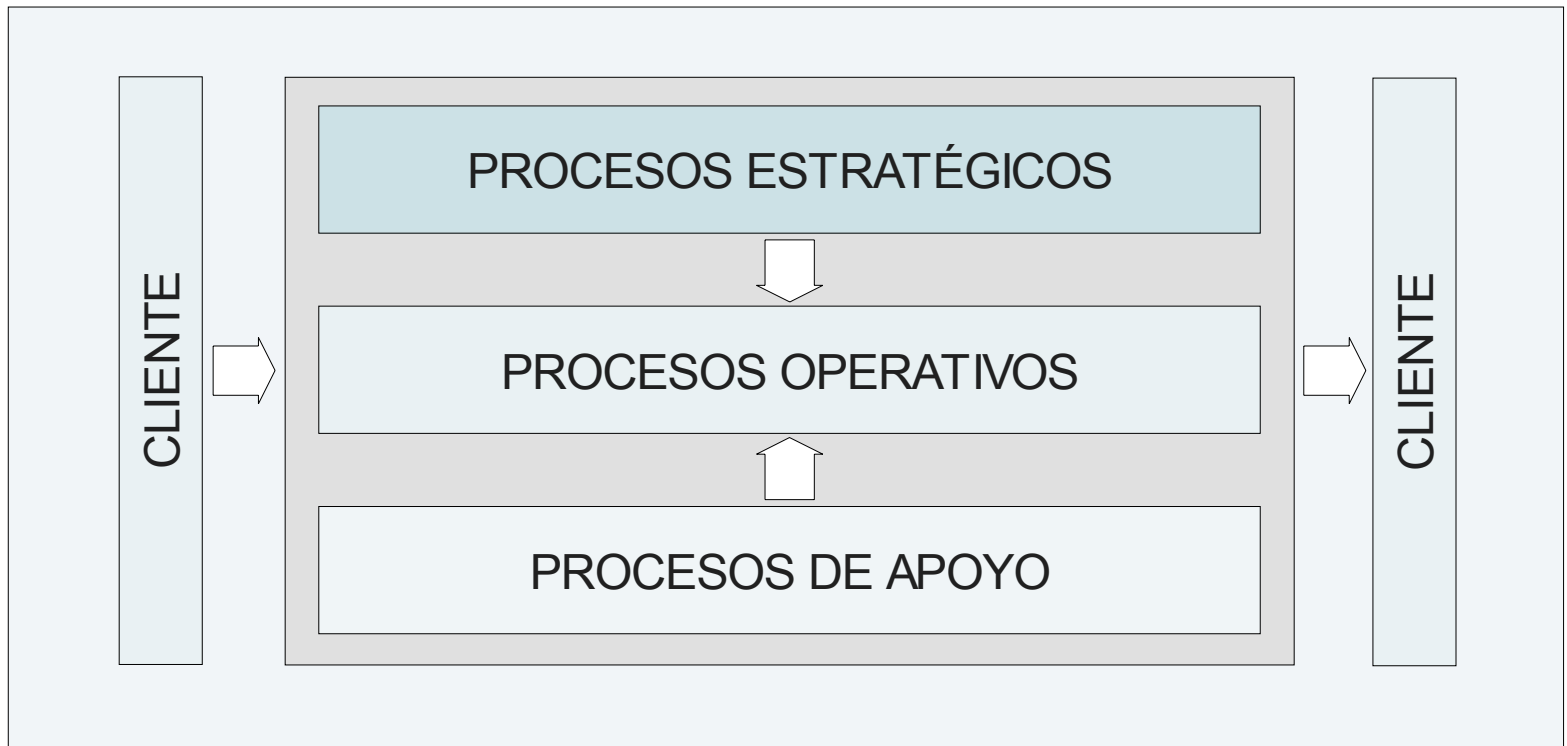 CLIENTE
PROCESOS ESTRATÉGICOS
PROCESOS OPERATIVOS
PROCESOS DE APOYO
CLIENTE